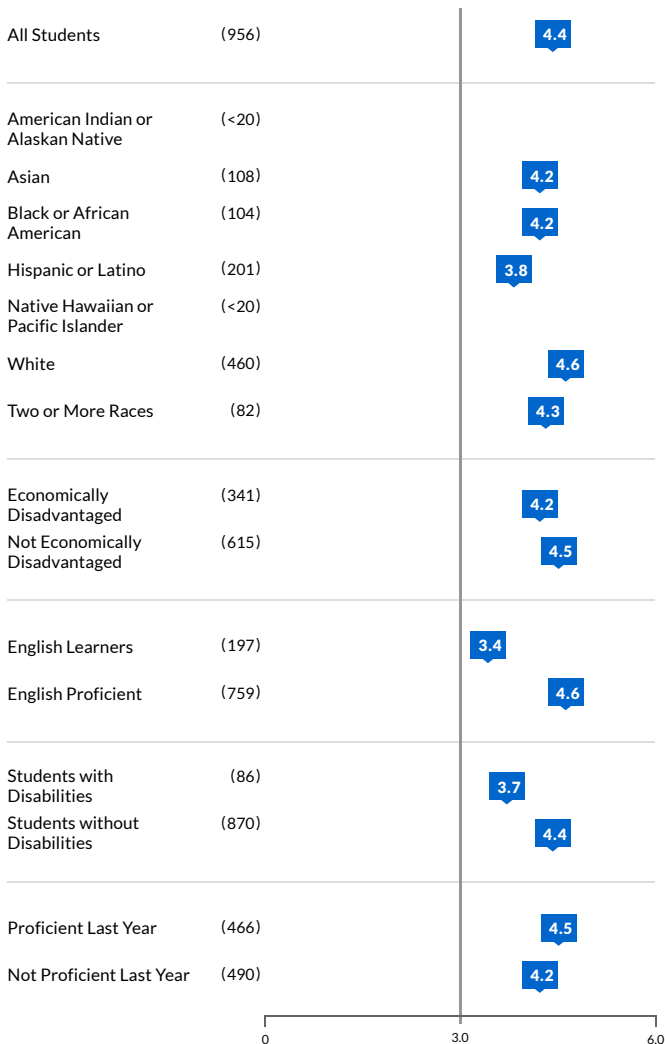 All Students (956) 4.4
American Indian or (<20)
Alaskan Native
Asian (108) 4.2
Black or African (104) 4.2
American
Hispanic or Latino (201) 3.8
Native Hawaiian or (<20)
Pacific Islander
White (460) 4.6
Two or More Races (82) 4.3
Economically (341) 4.2
Disadvantaged
Not Economically (615) 4.5
Disadvantaged
English Learners (197) 3.4
English Proficient (759) 4.6
Students with (86) 3.7
Disabilities
Students without (870) 4.4
Disabilities
Proficient Last Year (466) 4.5
Not Proficient Last Year (490) 4.2
0 3.0 6.0